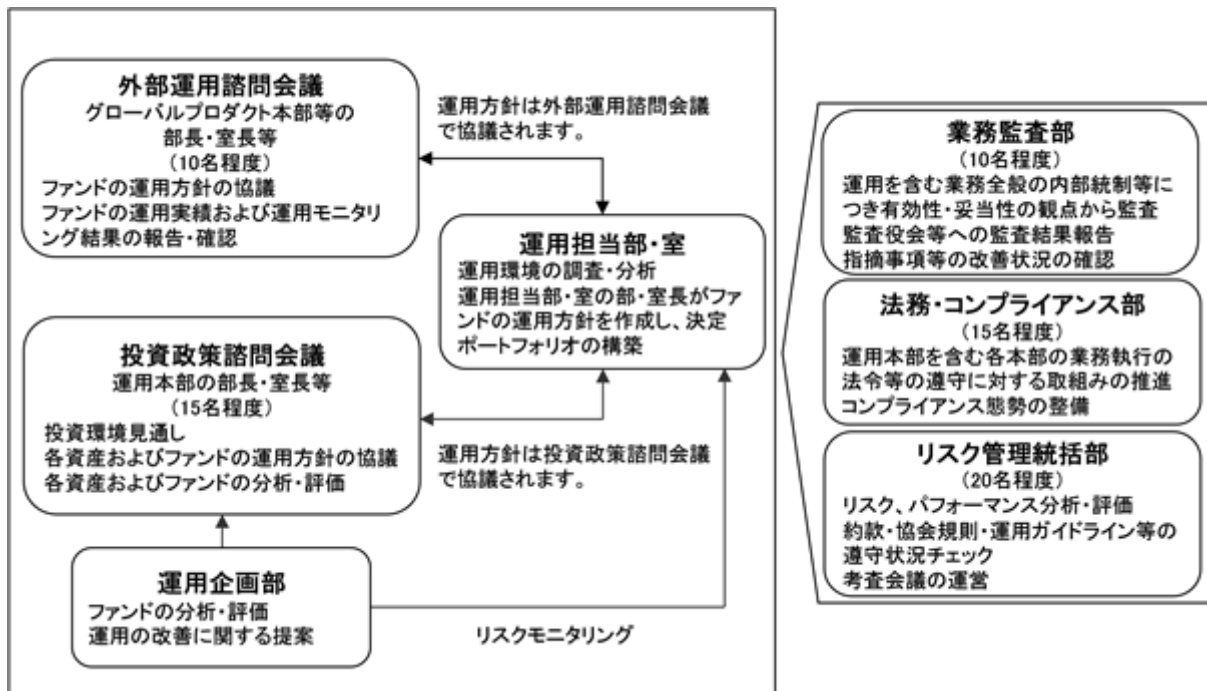 外部運用諮問会議
グローバルプロダクト本部等の
部長・室長等
(10名程度)
ファンドの運用方針の協議
ファンドの運用実績および運用モニタリ
ング結果の報告・確認
運用方針は外部運用諮問会議
で協議されます。
運用担当部・室
運用環境の調査・分析
運用担当部・室の部・室長がファ
ンドの運用方針を作成し、決定
ポートフォリオの構築
投資政策諮問会議
運用本部の部長・室長等
(15名程度)
投資環境見通し
各資産およびファンドの運用方針の協議
各資産およびファンドの分析・評価
運用方針は投資政策諮問会議
で協議されます。
運用企画部
ファンドの分析・評価
運用の改善に関する提案
リスクモニタリング
業務監査部
(10名程度)
運用を含む業務全般の内部統制等に
つき有効性・妥当性の観点から監査
監査役会等への監査結果報告
指摘事項等の改善状況の確認
法務・コンプライアンス部
(15名程度)
運用本部を含む各本部の業務執行の
法令等の遵守に対する取組みの推進
コンプライアンス態勢の整備
リスク管理統括部
(20名程度)
リスク、パフォーマンス分析・評価
約款・協会規則・運用ガイドライン等の
遵守状況チェック
考査会議の運営